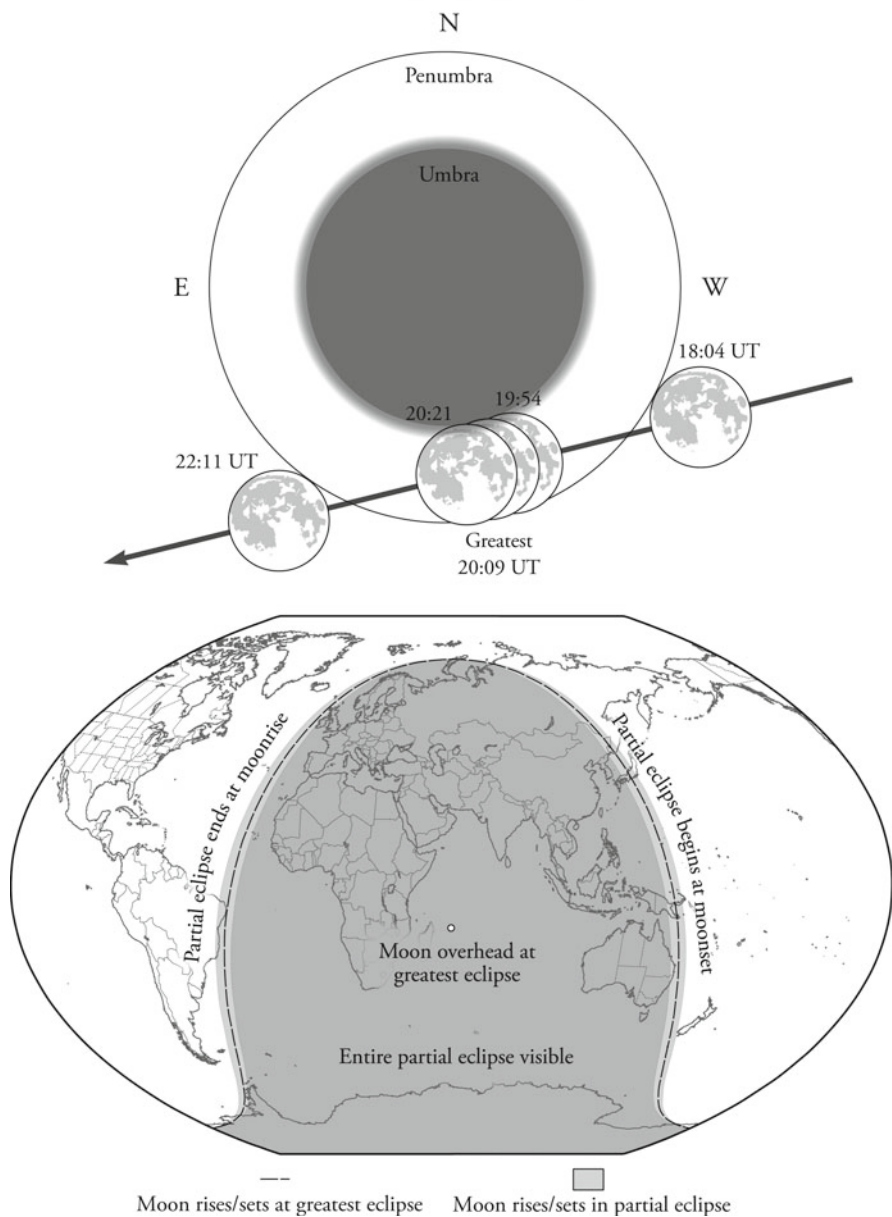 N
Penumbra
Umbra
E
W
18:04 UT
19:54
20:21
22:11 UT
Greatest
20:09 UT
Partial eclipse ends at moonrise
Partial eclipse begins at moonset
Moon overhead at
greatest eclipse
Entire partial eclipse visible
Moon rises/sets at greatest eclipse
Moon rises/sets in partial eclipse